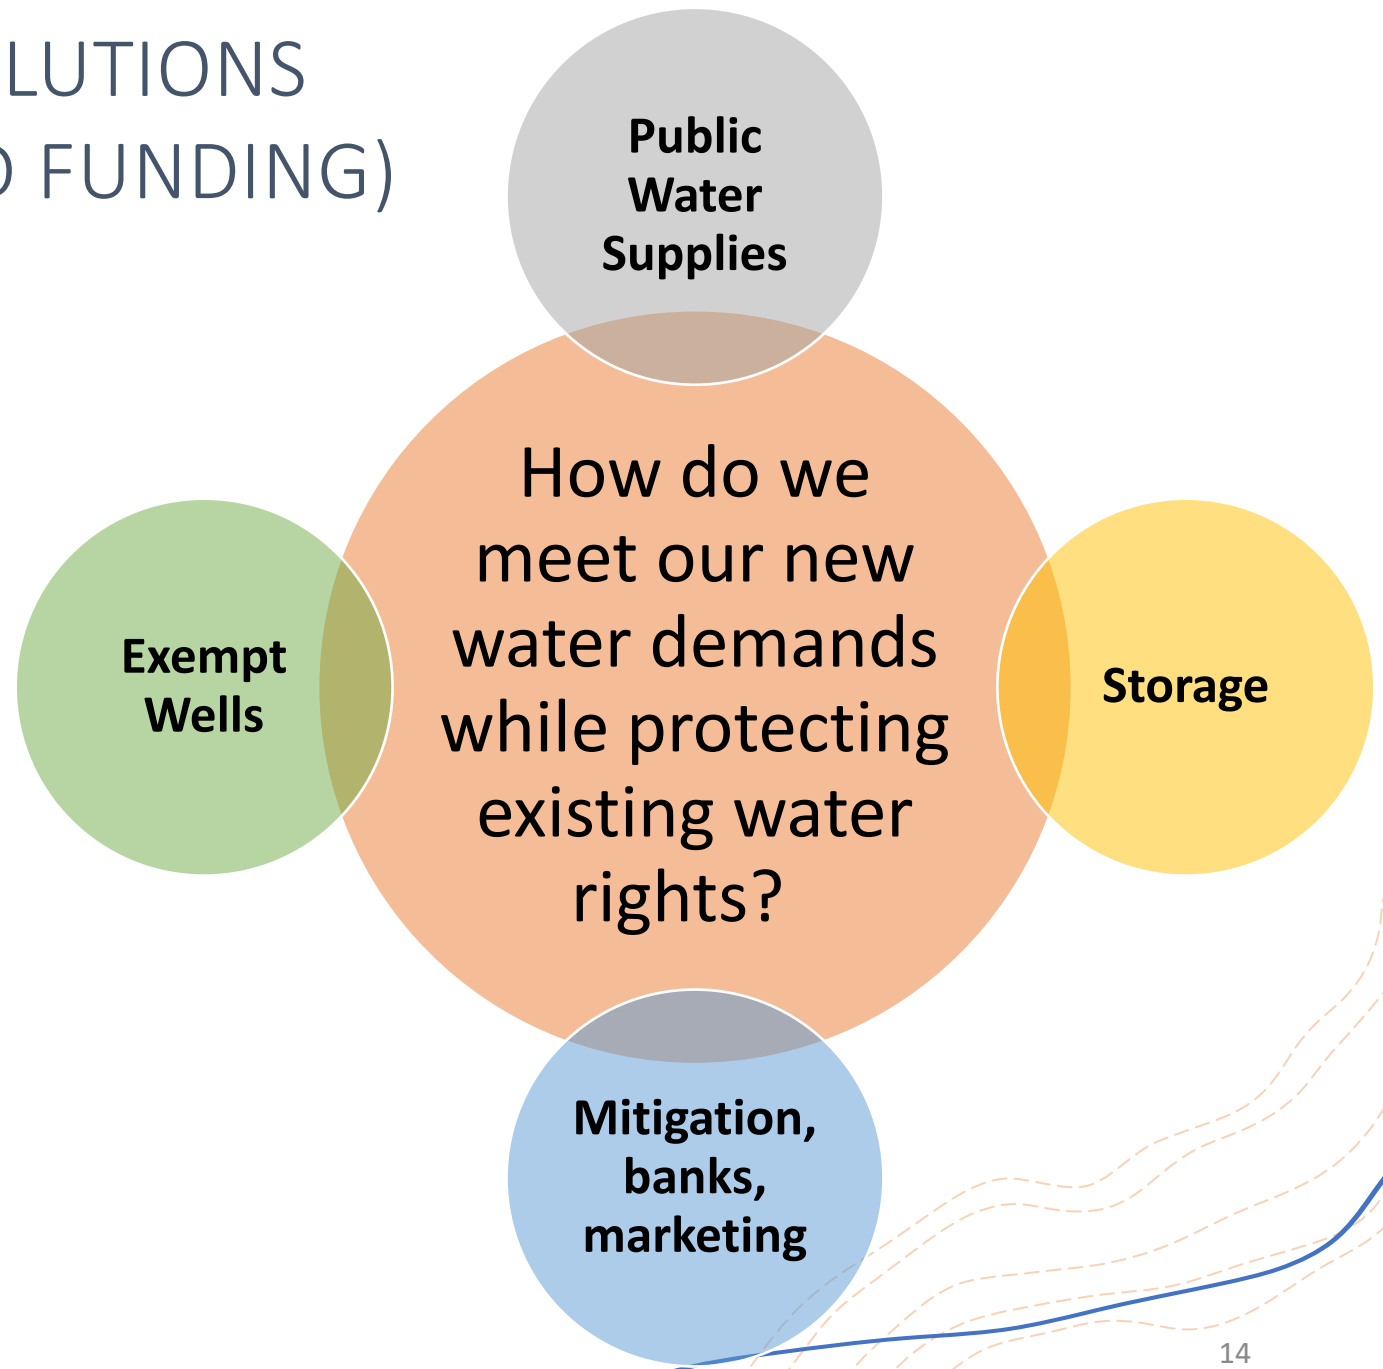 LUTIONS
FUNDING)
Public
Water
Supplies
How do we
meet our new
water demands
while protecting
existing water
rights?
Exempt
Wells
Storage
Mitigation,
banks,
marketing
14